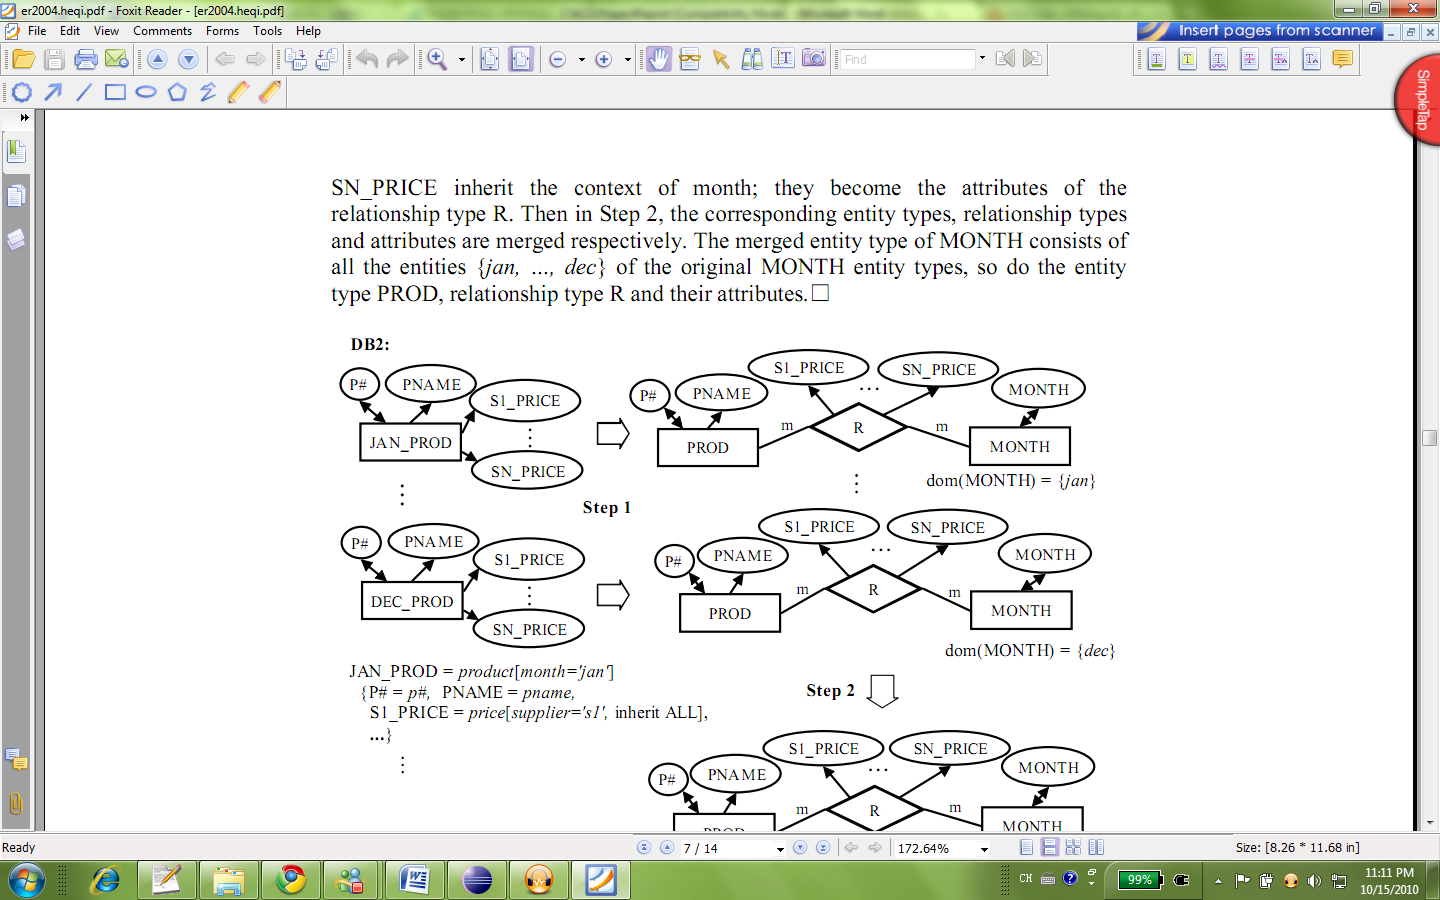 er2004.heqi.pdf - Foxit Reader - [er2004.heqi.pdf]
File Edit View Comments Forms Tools Help
Insert pages from scanner
Find
SimpleTap
SN_PRICE inherit the context of month; they become the attributes of the
relationship type R. Then in Step 2, the corresponding entity types, relationship types
and attributes are merged respectively. The merged entity type of MONTH consists of
all the entities {jan, ..., dec} of the original MONTH entity types, so do the entity
type PROD, relationship type R and their attributes.□
DB2:
P# PNAME S1_PRICE
JAN_PROD
⋮
SN_PRICE
S1_PRICE ... SN_PRICE
P# PNAME MONTH
PROD m R m MONTH
dom(MONTH) = {jan}
⋮
⋮
Step 1
P# PNAME S1_PRICE
DEC_PROD
⋮
SN_PRICE
S1_PRICE ... SN_PRICE
P# PNAME MONTH
PROD m R m MONTH
dom(MONTH) = {dec}
JAN_PROD = product[month='jan']
{P# = p#, PNAME = pname,
S1_PRICE = price[supplier='s1', inherit ALL],
...}
⋮
Step 2
S1_PRICE ... SN_PRICE
P# PNAME MONTH
m R m
PROD MONTH
Ready
7 / 14
172.64%
Size: [8.26 * 11.68 in]
CH
99%
11:11 PM
10/15/2010